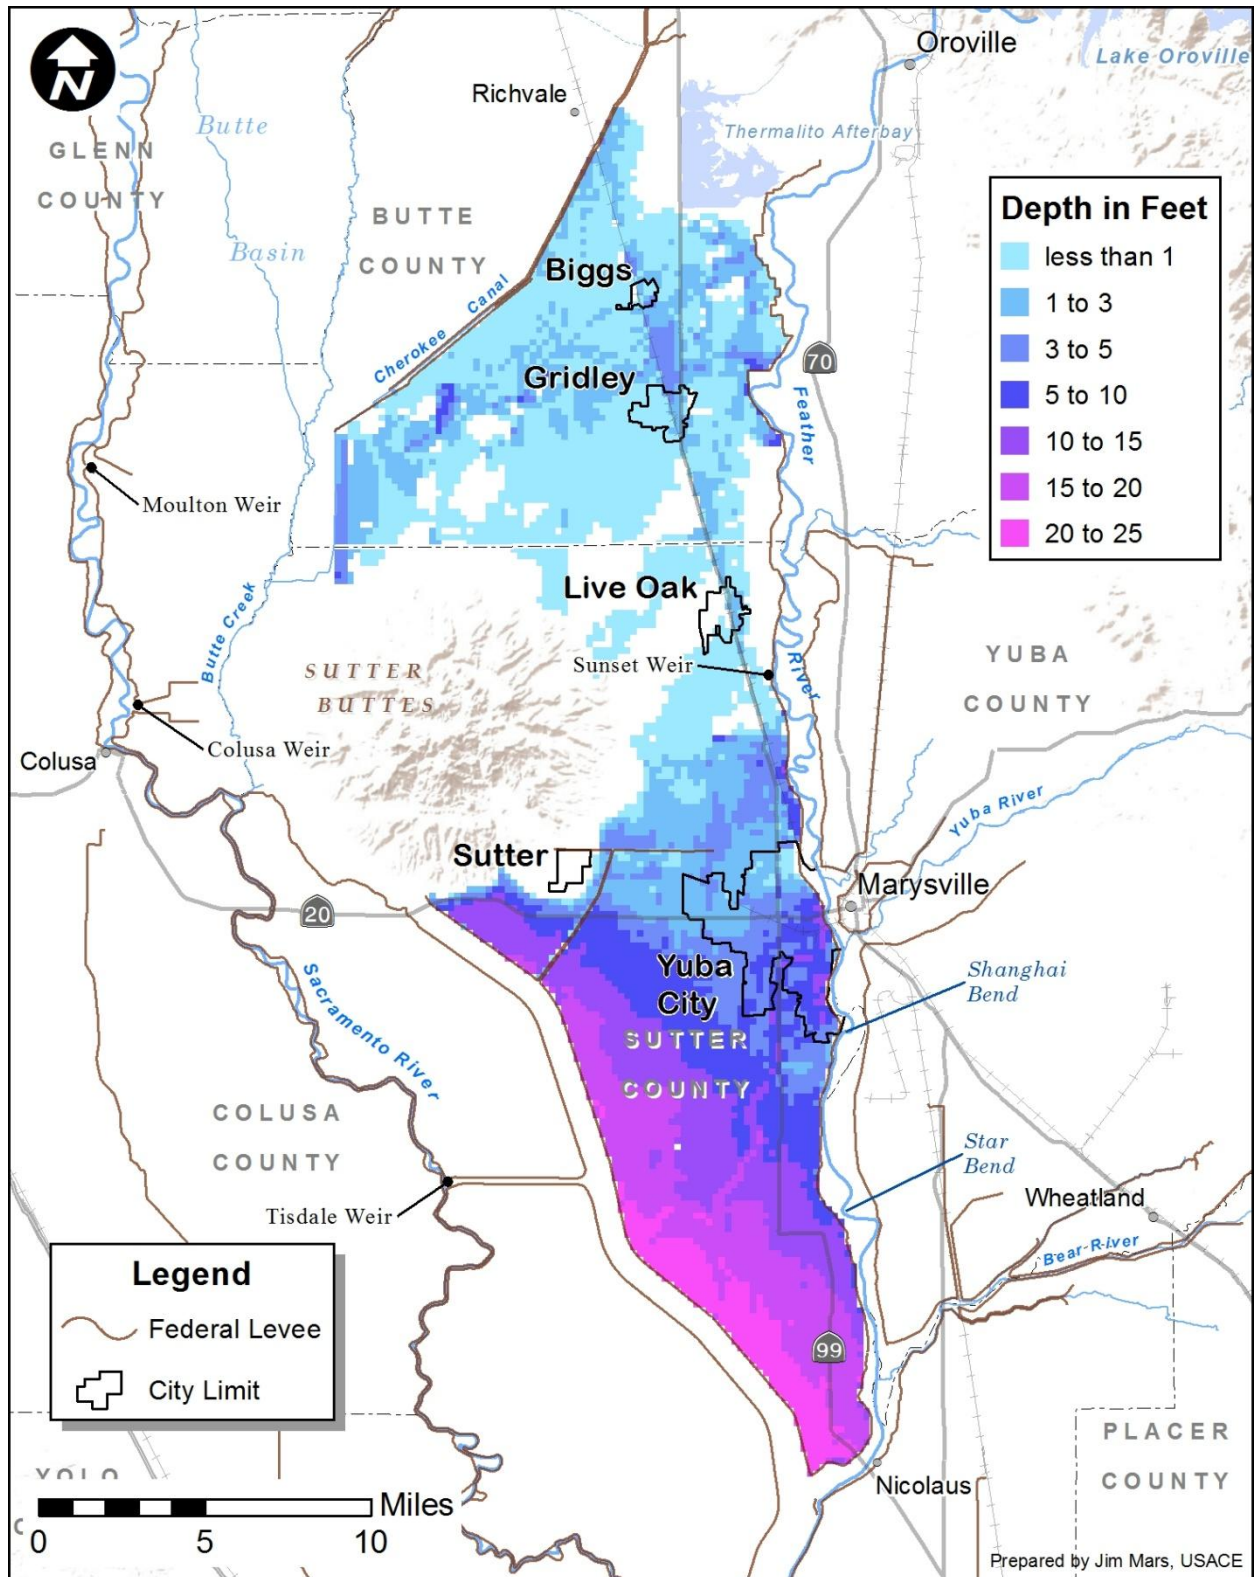 N
Oroville
Lake Oroville
Richvale
Butte
Thermalito Afterbay
GLENN
COUNTY
BUTTE
COUNTY
Basin
Depth in Feet
less than 1
1 to 3
3 to 5
5 to 10
10 to 15
15 to 20
20 to 25
Biggs
Cherokee Canal
Gridley
70
Feather
Moulton Weir
Live Oak
Butte Creek
Sunset Weir
River
SUTTER
BUTTES
YUBA
COUNTY
Colusa Weir
Colusa
Yuba River
Sutter
Marysville
20
Yuba
City
Shanghai
Bend
Sacramento River
SUTTER
COUNTY
COLUSA
COUNTY
Star
Bend
Tisdale Weir
Wheatland
Bear River
Legend
Federal Levee
City Limit
99
PLACER
COUNTY
YOLO
Nicolaus
Miles
0 5 10
Prepared by Jim Mars, USACE